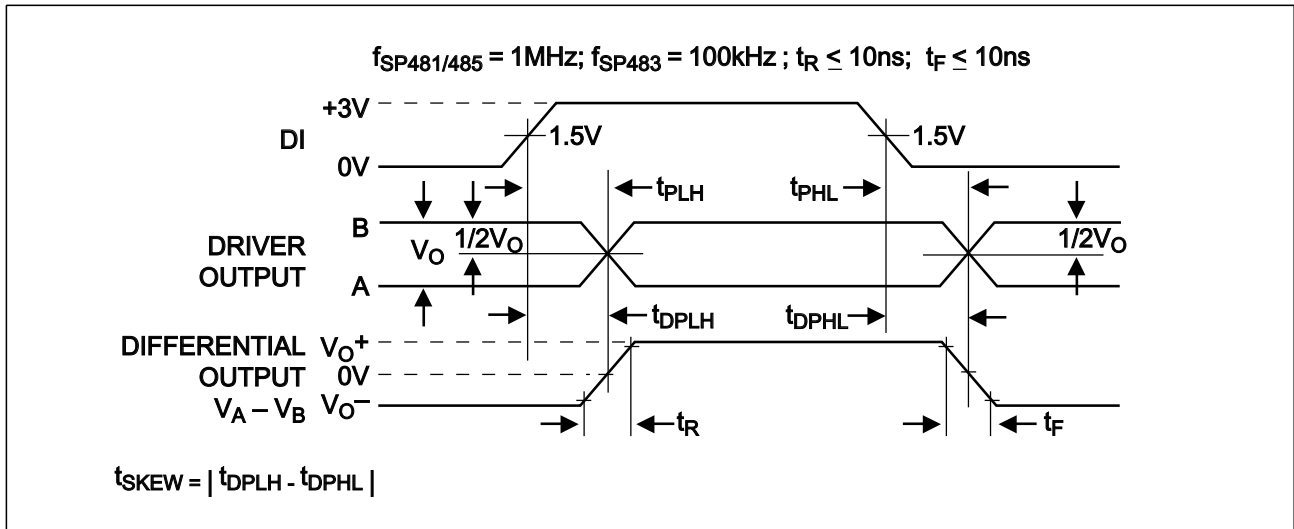 fSP481/485 = 1MHz; fSP483 = 100kHz ; tR ≤ 10ns; tF ≤ 10ns
+3V
DI
1.5V
1.5V
0V
tPLH
tPHL
B
DRIVER
OUTPUT
VO
1/2VO
1/2VO
A
tDPLH
tDPHL
DIFFERENTIAL
OUTPUT
VA – VB
VO+
0V
VO–
tR
tF
tSKEW = | tDPLH - tDPHL |